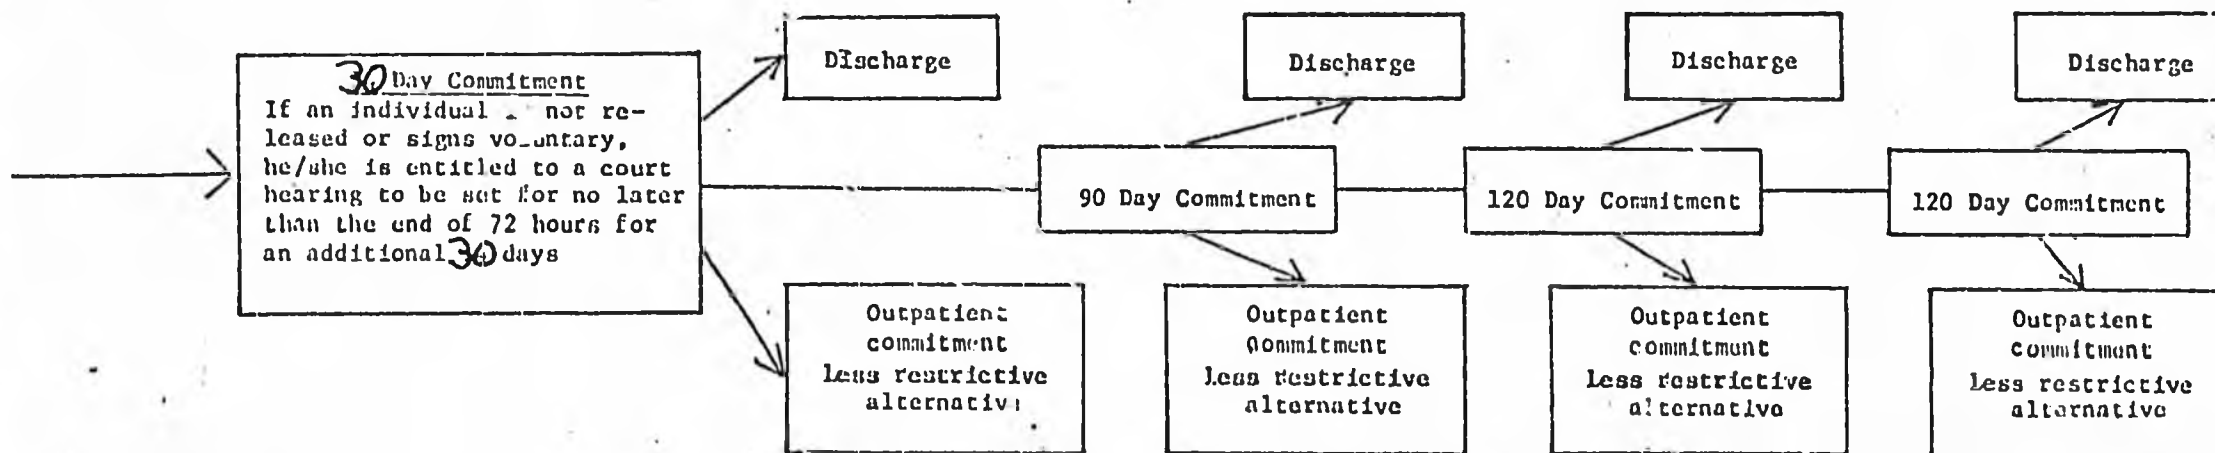 30 Day Commitment
If an individual not re-
leased or signs voluntary,
he/she is entitled to a court
hearing to be set for no later
than the end of 72 hours for
an additional 30 days
Discharge
Outpatient
commitment
Less restrictive
alternative
90 Day Commitment
Discharge
Outpatient
commitment
Less restrictive
alternative
120 Day Commitment
Discharge
Outpatient
commitment
Less restrictive
alternative
120 Day Commitment
Discharge
Outpatient
commitment
Less restrictive
alternative